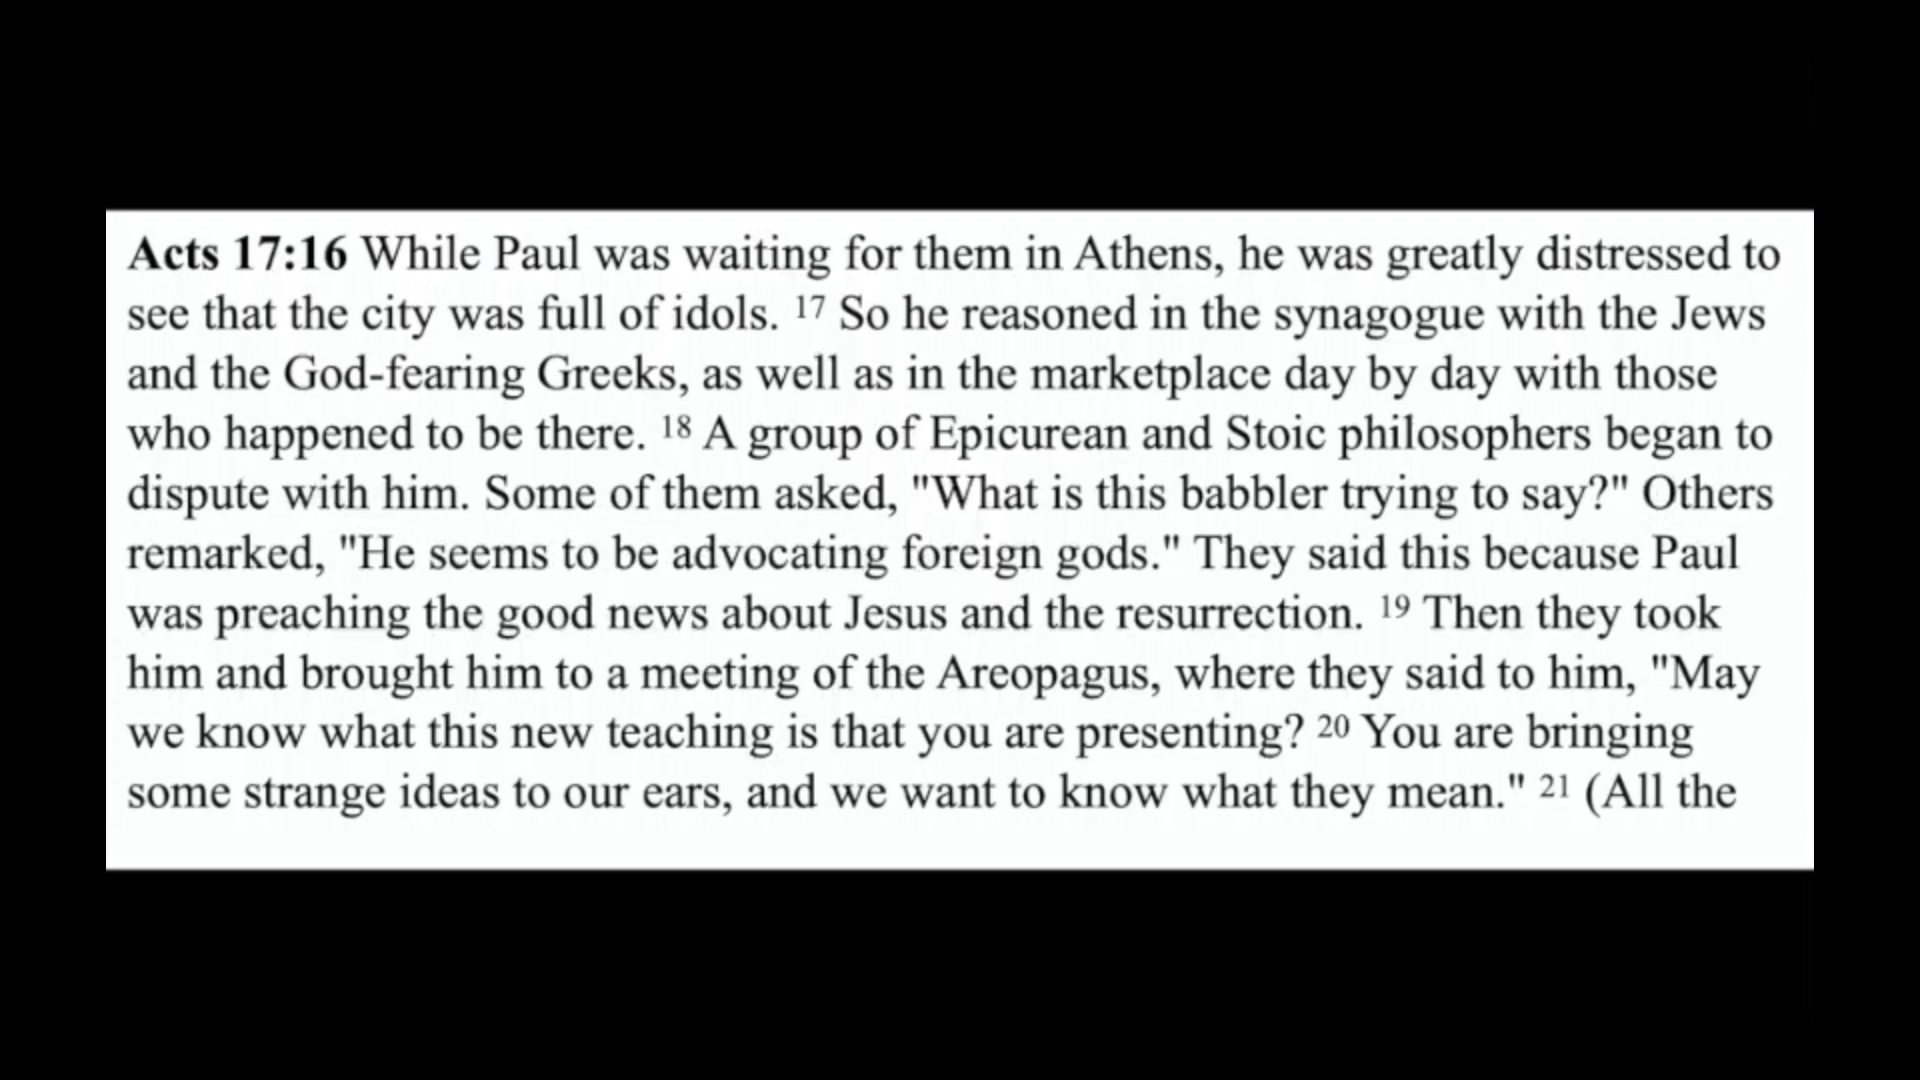 Acts 17:16 While Paul was waiting for them in Athens, he was greatly distressed to
see that the city was full of idols. 17 So he reasoned in the synagogue with the Jews
and the God-fearing Greeks, as well as in the marketplace day by day with those
who happened to be there. 18 A group of Epicurean and Stoic philosophers began to
dispute with him. Some of them asked, "What is this babbler trying to say?" Others
remarked, "He seems to be advocating foreign gods." They said this because Paul
was preaching the good news about Jesus and the resurrection. 19 Then they took
him and brought him to a meeting of the Areopagus, where they said to him, "May
we know what this new teaching is that you are presenting? 20 You are bringing
some strange ideas to our ears, and we want to know what they mean." 21 (All the